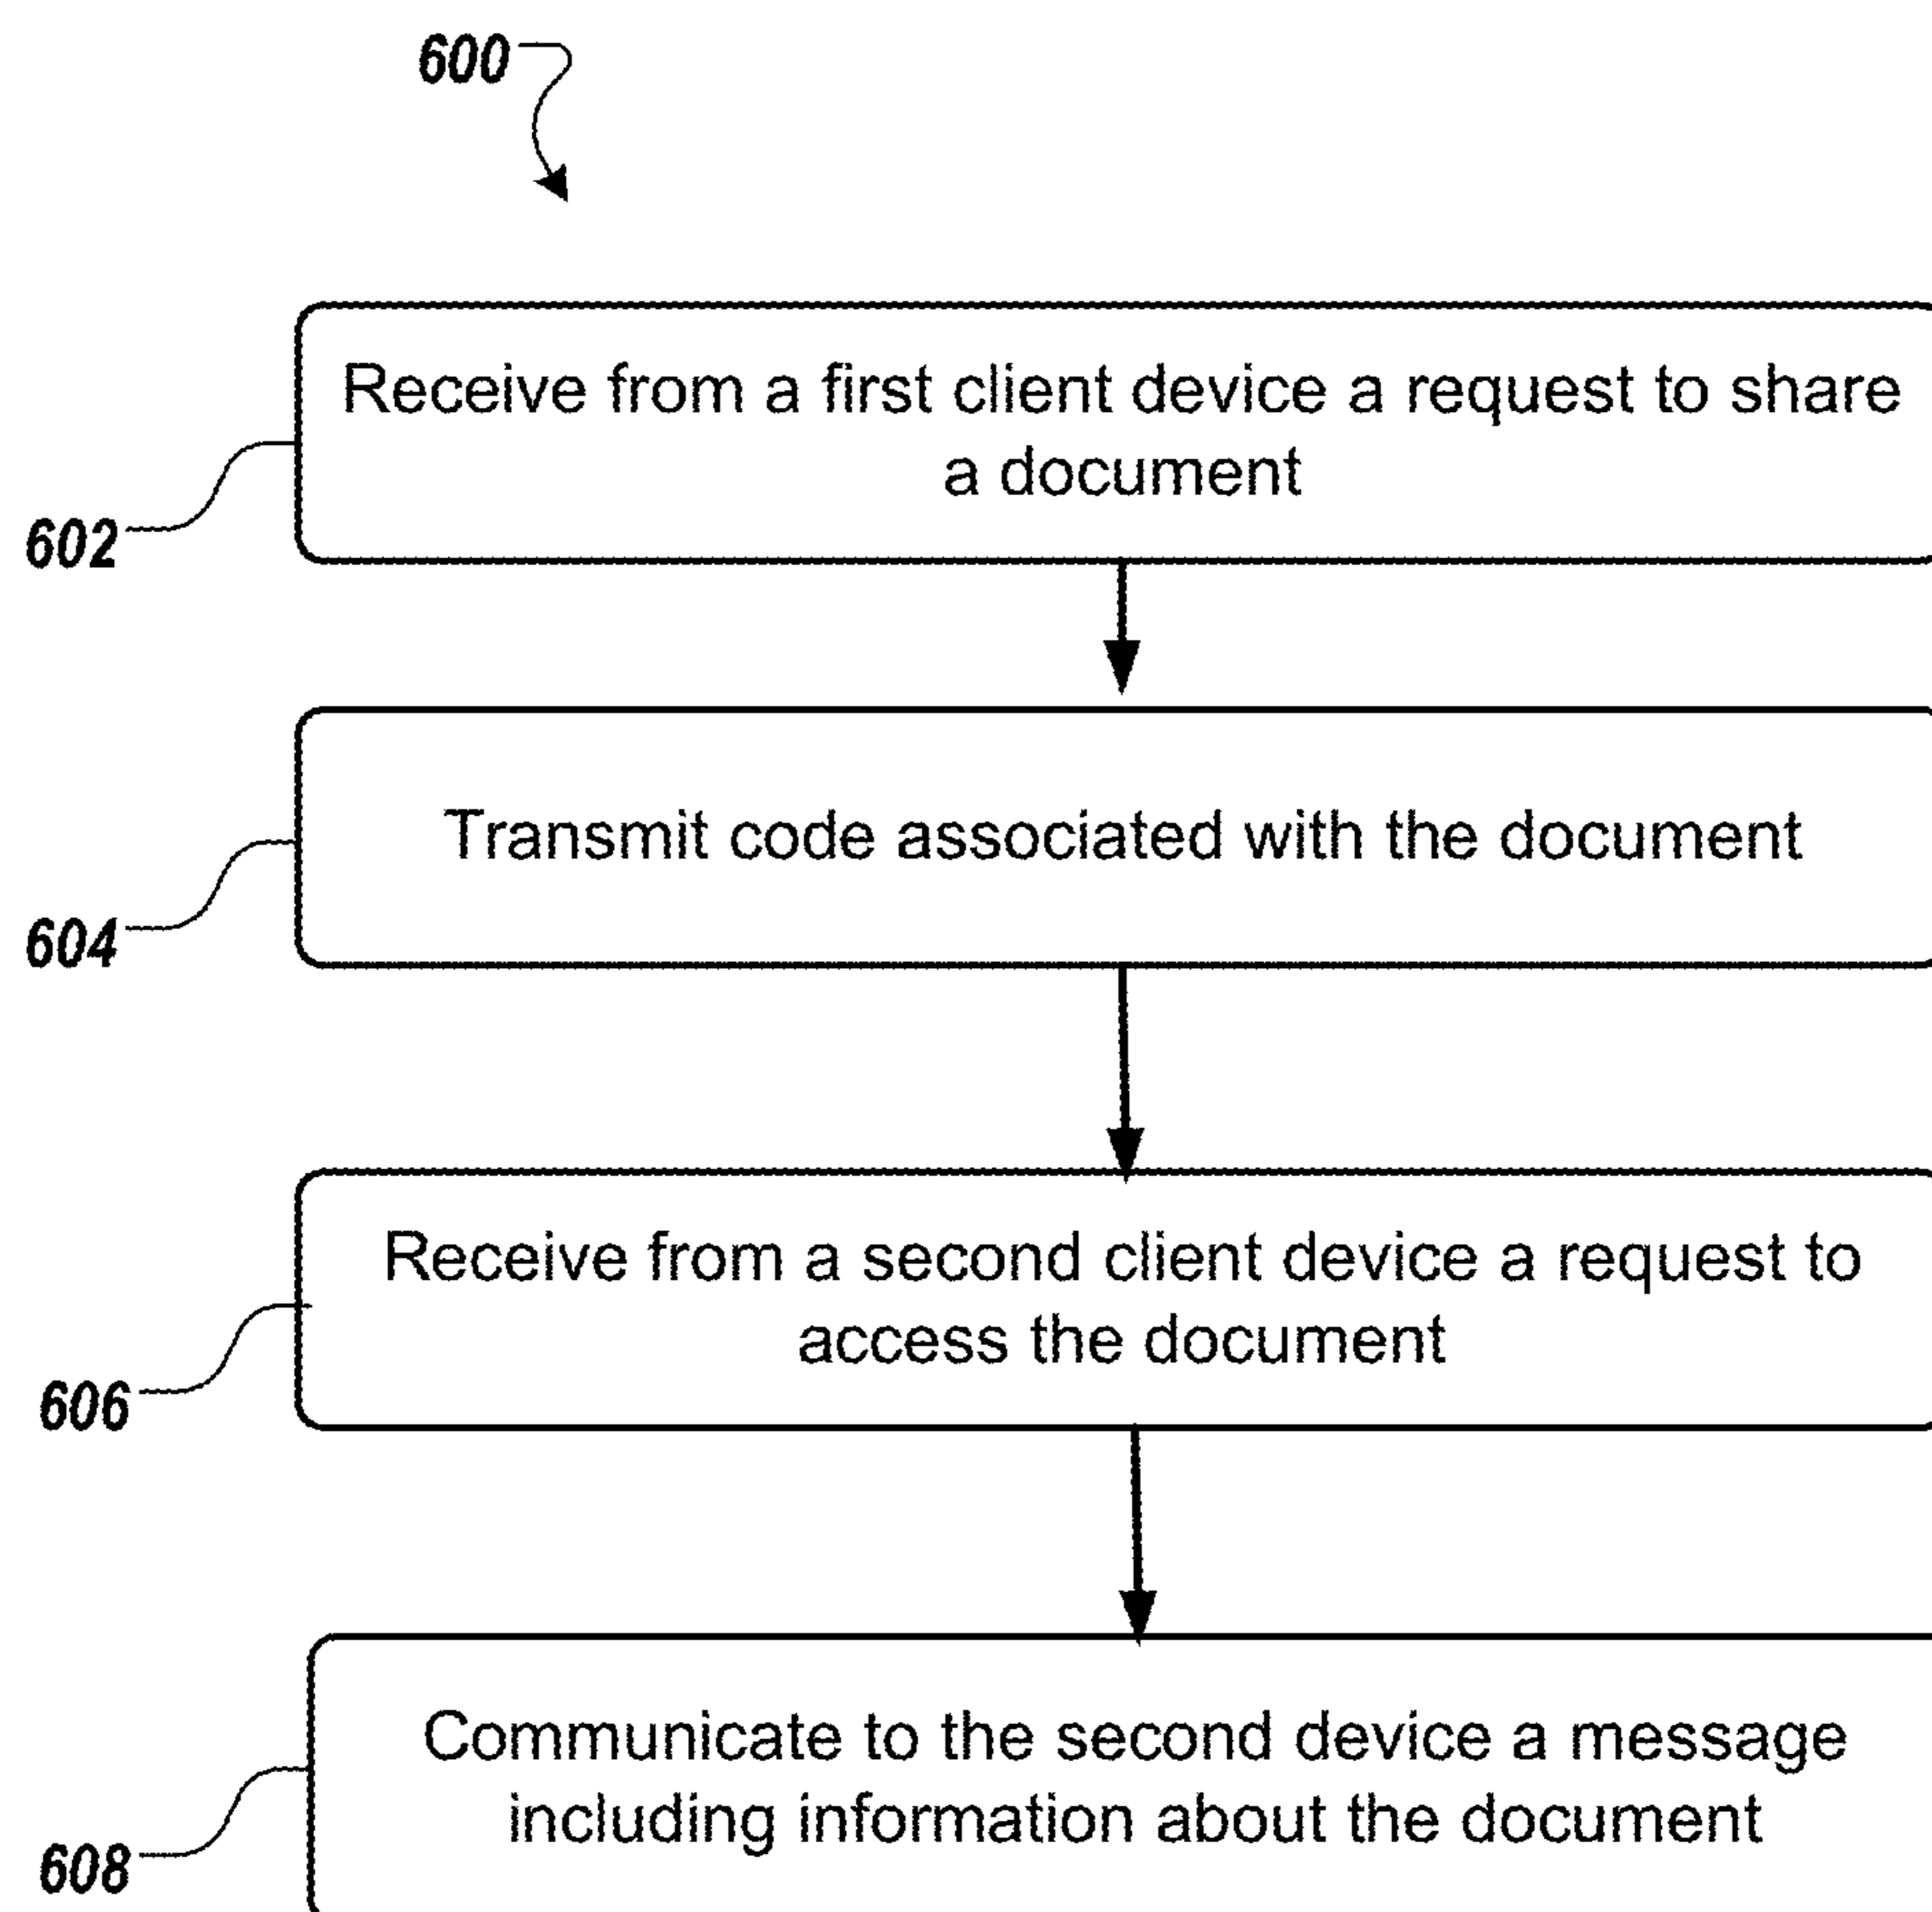 600
Receive from a first client device a request to share
a document
602
Transmit code associated with the document
604
Receive from a second client device a request to
access the document
606
Communicate to the second device a message
including information about the document
608